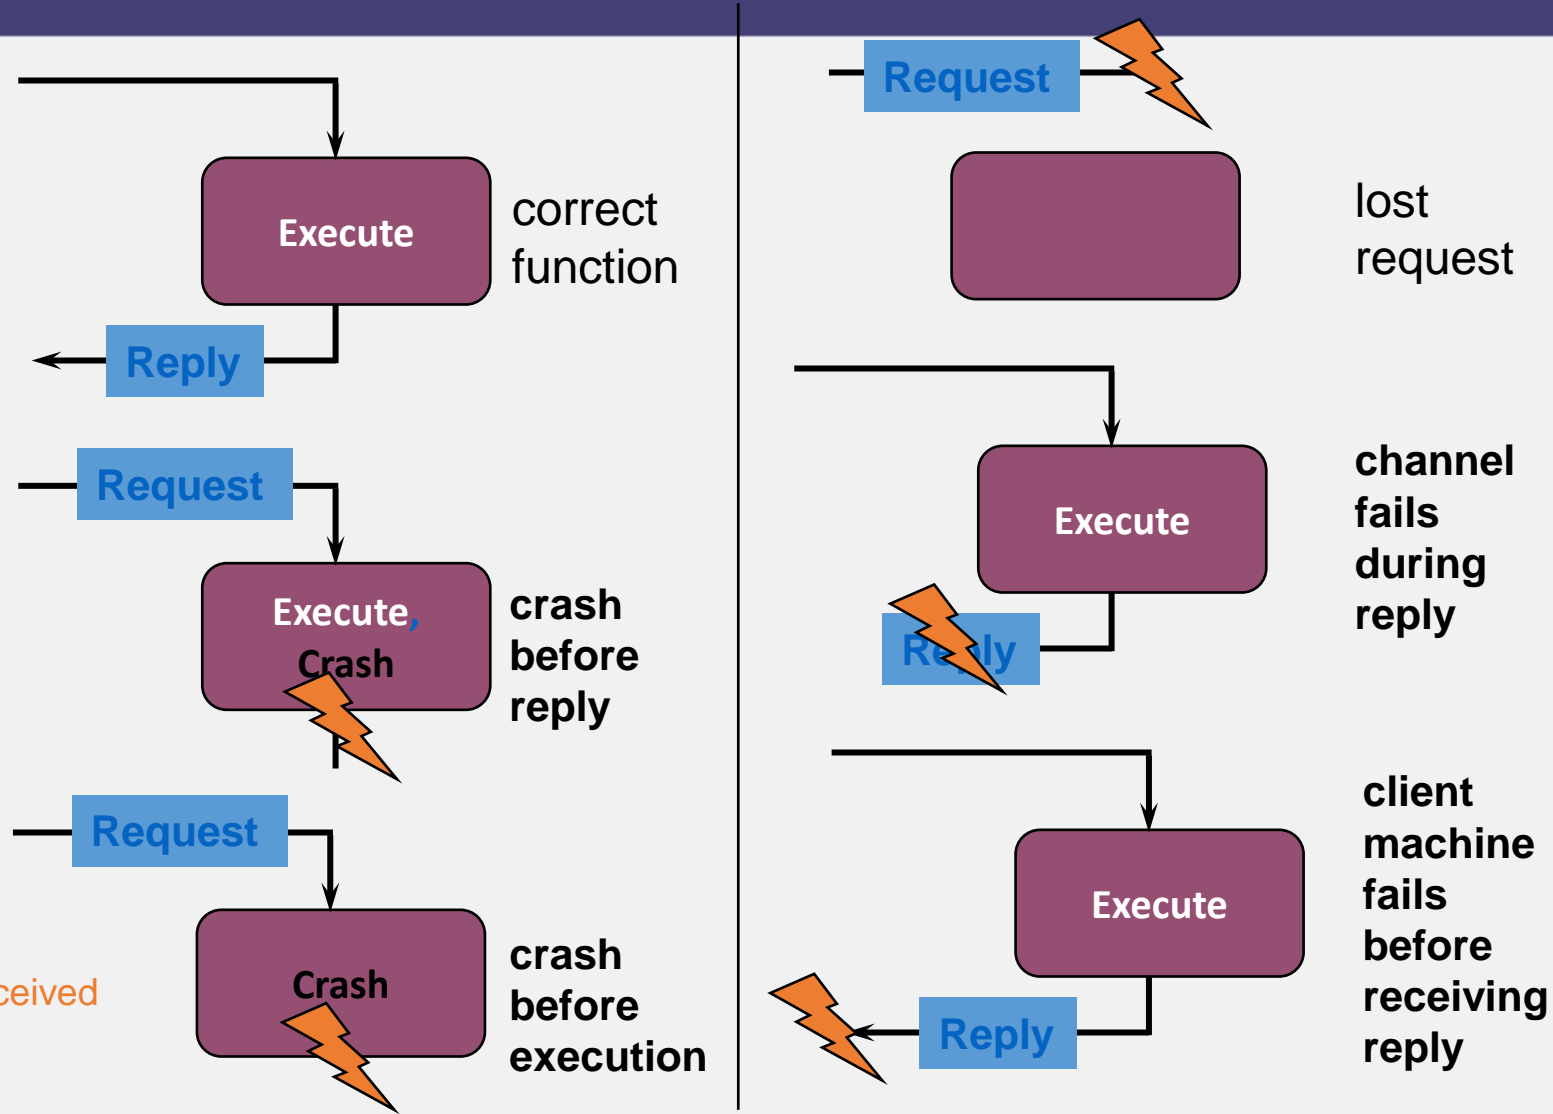 Execute
correct
function
Reply
Request
Execute,
Crash
crash
before
reply
Request
ceived
Crash
crash
before
execution
Request
lost
request
Execute
channel
fails
during
reply
Reply
Execute
client
machine
fails
before
receiving
reply
Reply